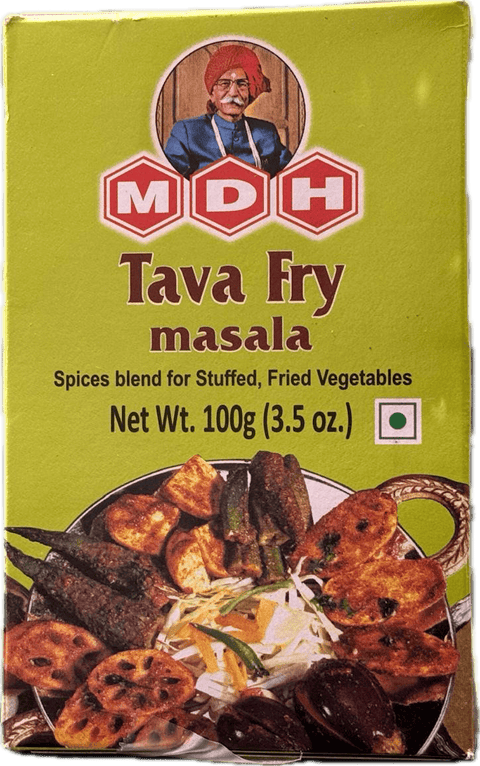 MDH
Tava Fry
masala
Spices blend for Stuffed, Fried Vegetables
Net Wt. 100g (3.5 oz.)